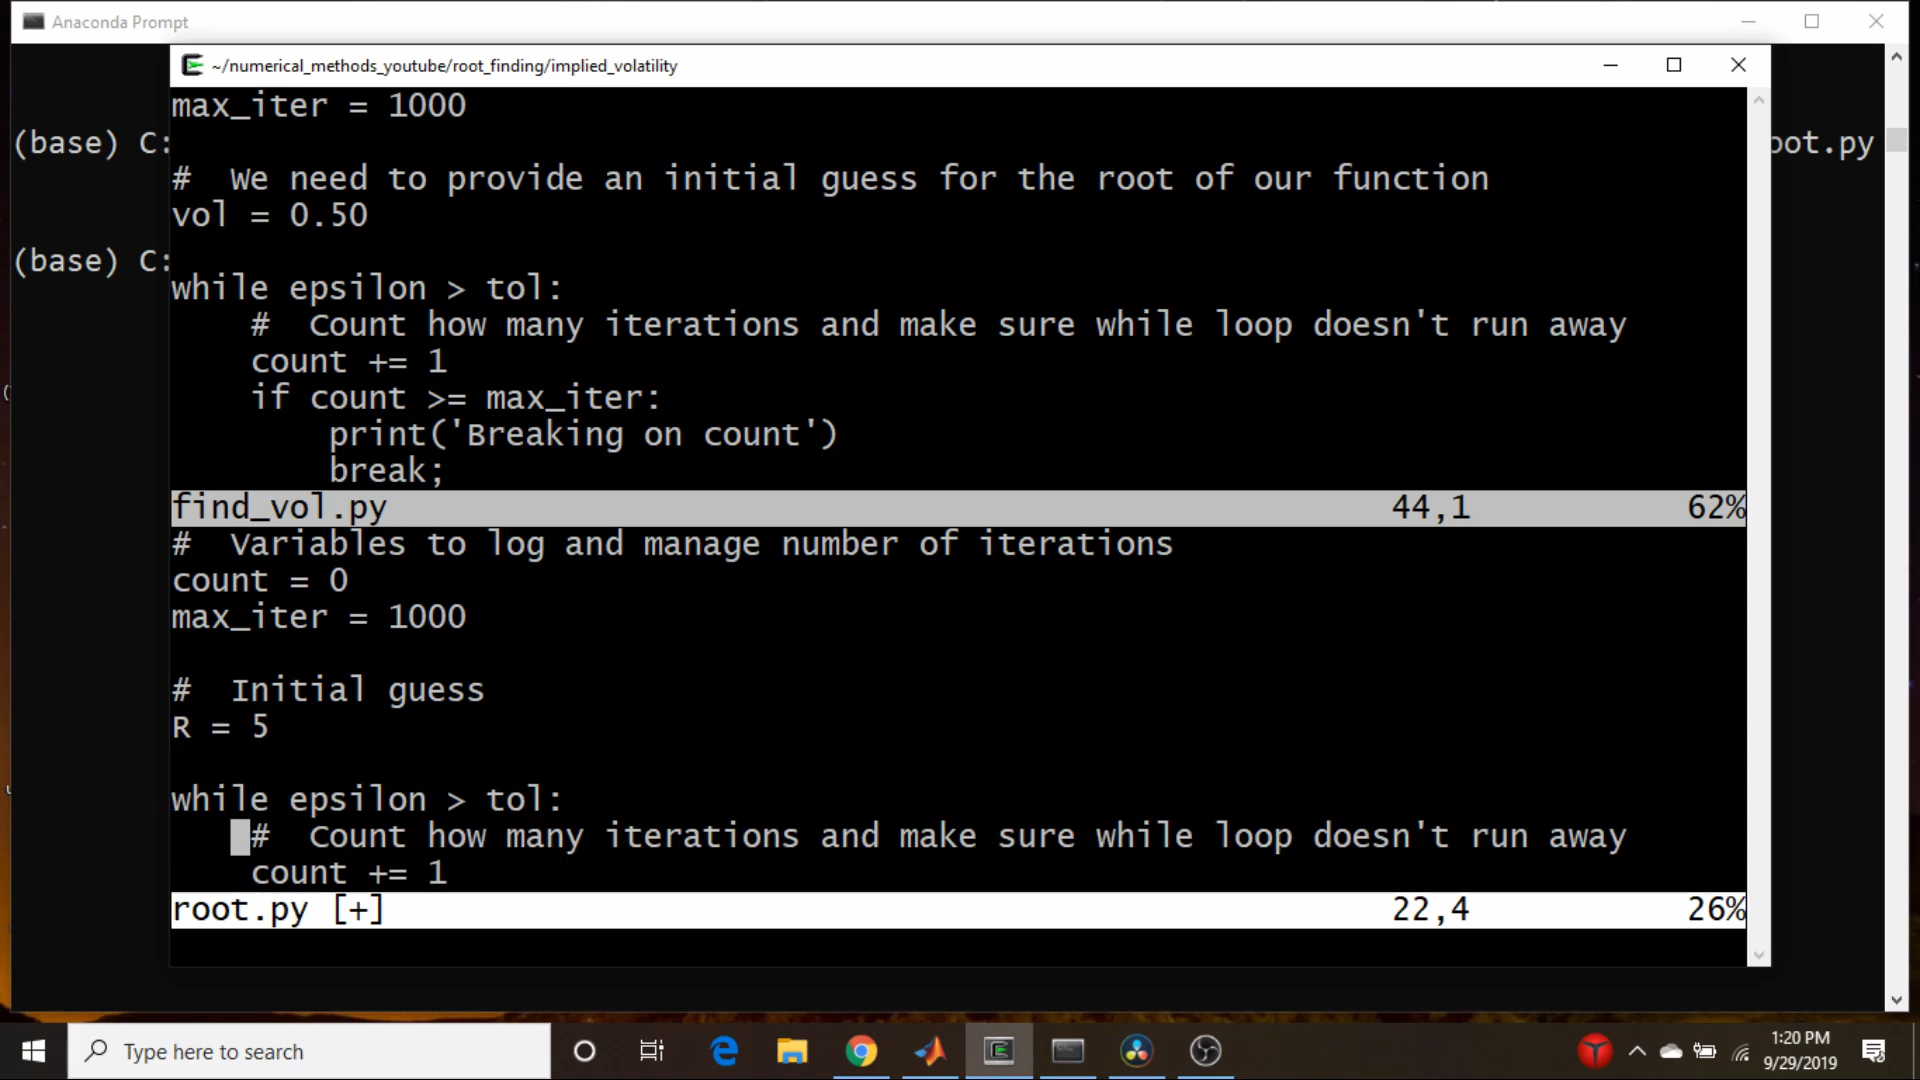 Anaconda Prompt
~/numerical_methods_youtube/root_finding/implied_volatility
(base) C:
oot.py
(base) C:
max_iter = 1000
#  We need to provide an initial guess for the root of our function
vol = 0.50
while epsilon > tol:
    #  Count how many iterations and make sure while loop doesn't run away
    count += 1
    if count >= max_iter:
        print('Breaking on count')
        break;
find_vol.py 44,1 62%
#  Variables to log and manage number of iterations
count = 0
max_iter = 1000
#  Initial guess
R = 5
while epsilon > tol:
    #  Count how many iterations and make sure while loop doesn't run away
    count += 1
root.py [+] 22,4 26%
Type here to search
1:20 PM
9/29/2019